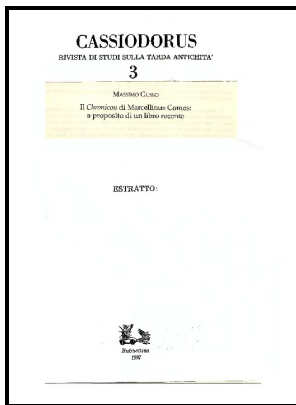 CASSIODORUS
RIVISTA DI STUDI SULLA TARDA ANTICHITA'
3
MASSIMO GUSSO
Il Chronicon di Marcellinus Comes:
a proposito di un libro recente
ESTRATTO:
Rubbettino
1997